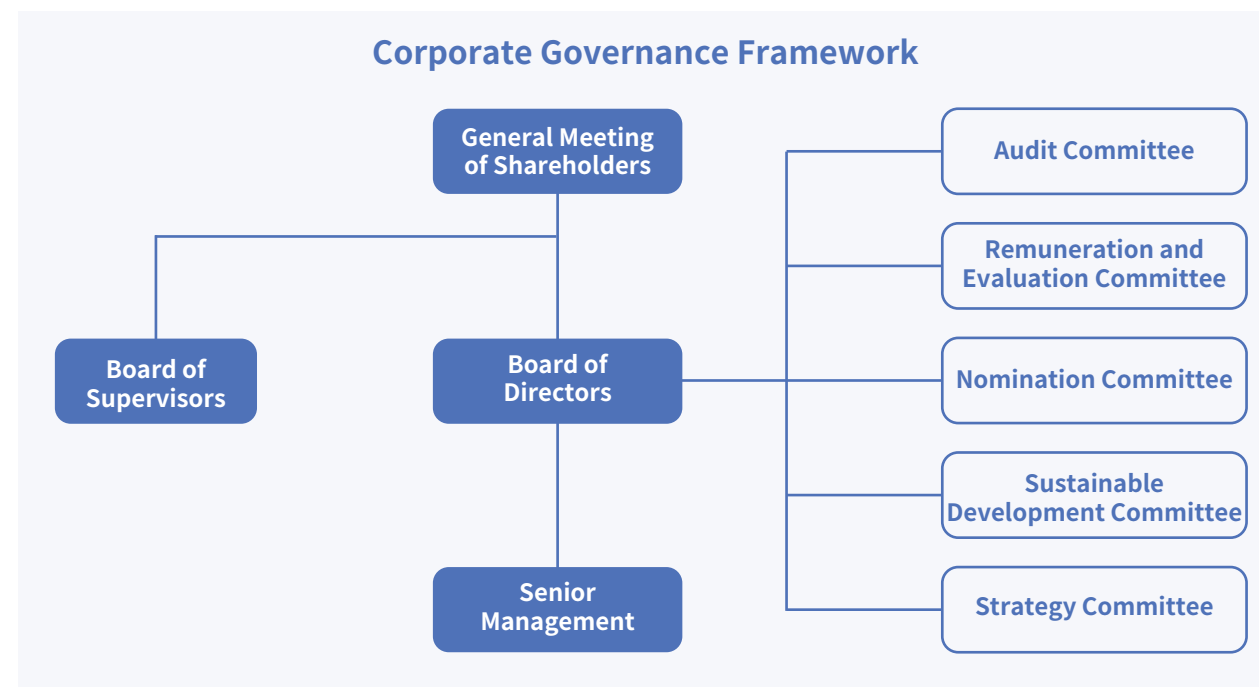 Corporate Governance Framework
General Meeting
of Shareholders
Board of
Supervisors
Board of
Directors
Senior
Management
Audit Committee
Remuneration and
Evaluation Committee
Nomination Committee
Sustainable
Development Committee
Strategy Committee